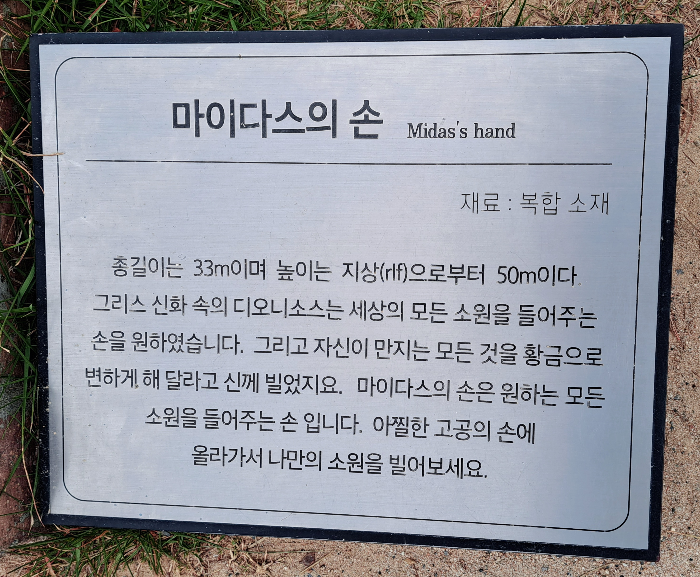 마이다스의 손 Midas's hand
재료 : 복합 소재
총길이는 33m이며 높이는 지상(rlf)으로부터 50m이다.
그리스 신화 속의 디오니소스는 세상의 모든 소원을 들어주는
손을 원하였습니다. 그리고 자신이 만지는 모든 것을 황금으로
변하게 해 달라고 신께 빌었지요. 마이다스의 손은 원하는 모든
소원을 들어주는 손 입니다. 아찔한 고공의 손에
올라가서 나만의 소원을 빌어보세요.